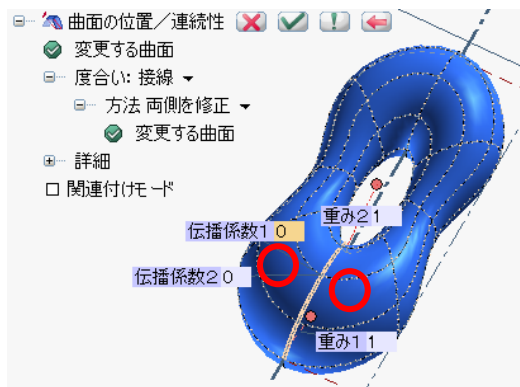 曲面の位置／連続性
変更する曲面
度合い: 接線
方法 両側を修正
変更する曲面
詳細
関連付けモード
重み2 1
伝播係数1 0
伝播係数2 0
重み1 1